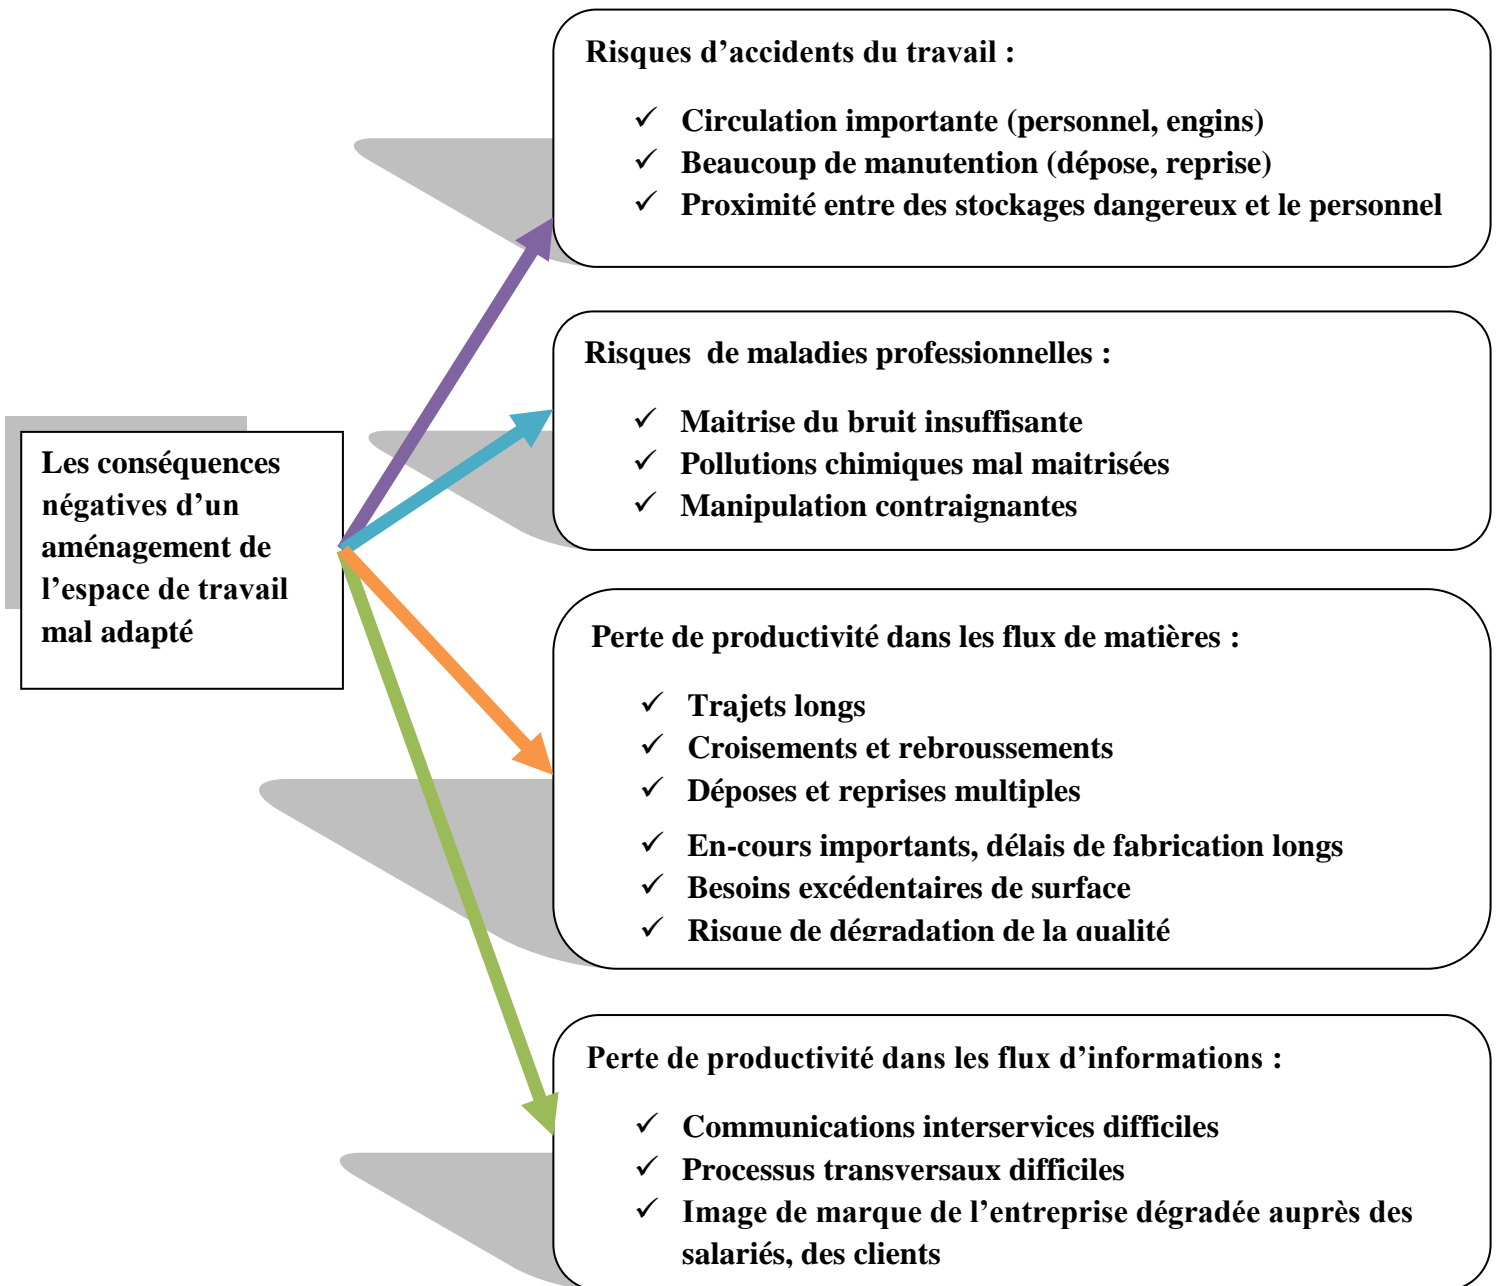 Risques d’accidents du travail :
✓ Circulation importante (personnel, engins)
✓ Beaucoup de manutention (dépose, reprise)
✓ Proximité entre des stockages dangereux et le personnel
Risques de maladies professionnelles :
✓ Maitrise du bruit insuffisante
✓ Pollutions chimiques mal maitrisées
✓ Manipulation contraignantes
Les conséquences
négatives d’un
aménagement de
l’espace de travail
mal adapté
Perte de productivité dans les flux de matières :
✓ Trajets longs
✓ Croisements et rebroussements
✓ Déposes et reprises multiples
✓ En-cours importants, délais de fabrication longs
✓ Besoins excédentaires de surface
✓ Risque de dégradation de la qualité
Perte de productivité dans les flux d’informations :
✓ Communications interservices difficiles
✓ Processus transversaux difficiles
✓ Image de marque de l’entreprise dégradée auprès des
salariés, des clients